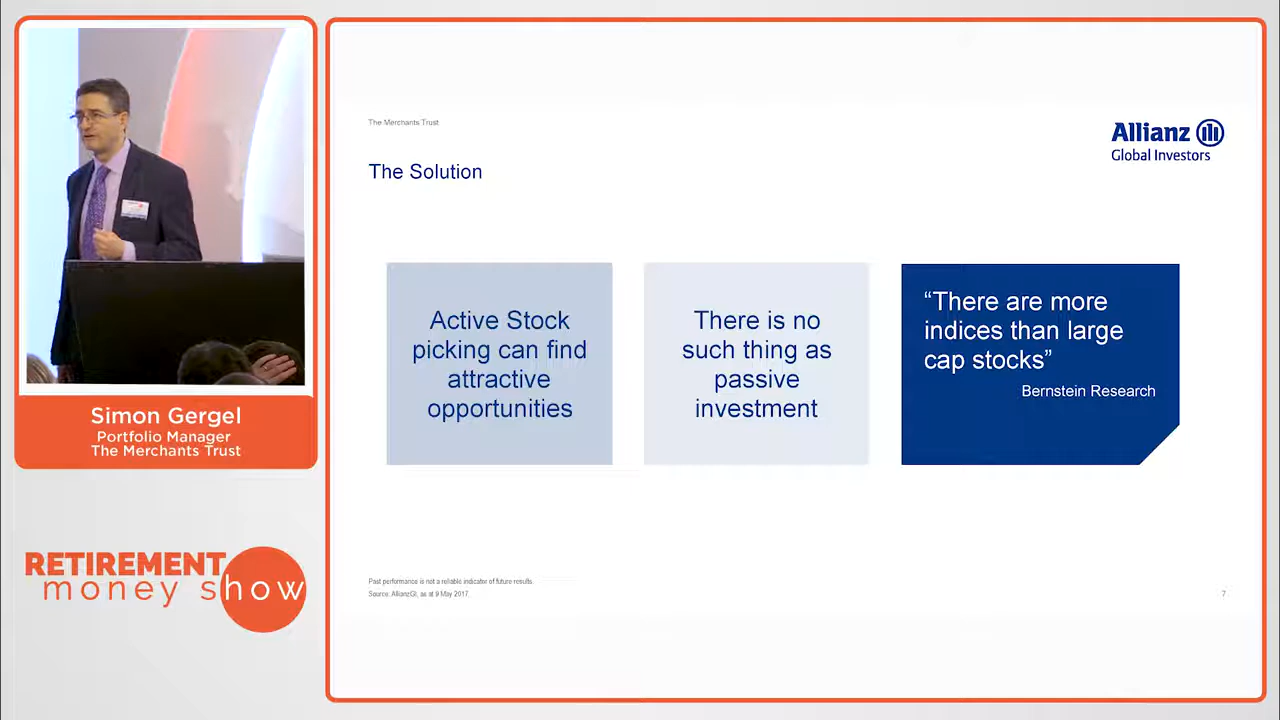 Simon Gergel
Portfolio Manager
The Merchants Trust
RETIREMENT
money show
The Merchants Trust
Allianz
Global Investors
The Solution
Active Stock
picking can find
attractive
opportunities
There is no
such thing as
passive
investment
“There are more
indices than large
cap stocks”
Bernstein Research
Past performance is not a reliable indicator of future results.
Source: AllianzGI, as at 9 May 2017.
7